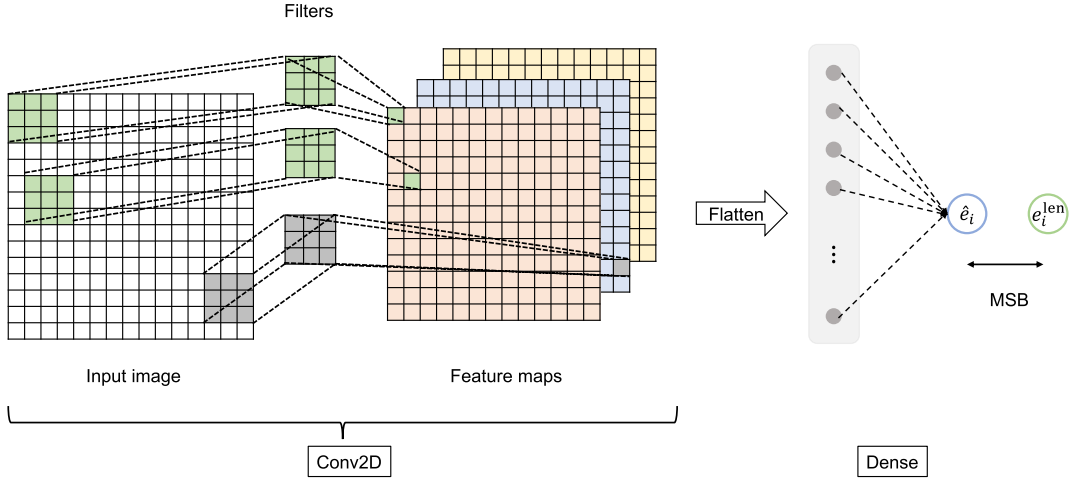 Filters
Flatten
ê_i
e_i^len
MSB
Input image
Feature maps
Conv2D
Dense